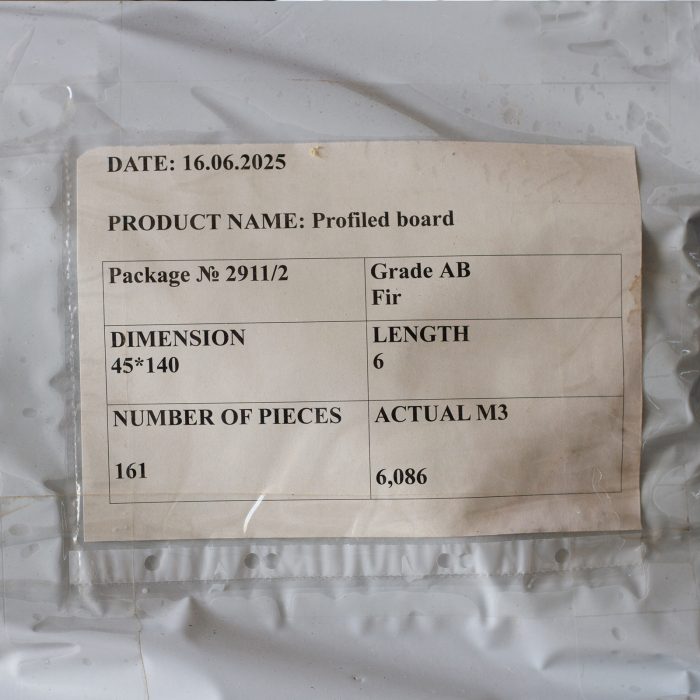 DATE: 16.06.2025
PRODUCT NAME: Profiled board
Package № 2911/2
Grade AB
Fir
DIMENSION
45*140
LENGTH
6
NUMBER OF PIECES
161
ACTUAL M3
6,086